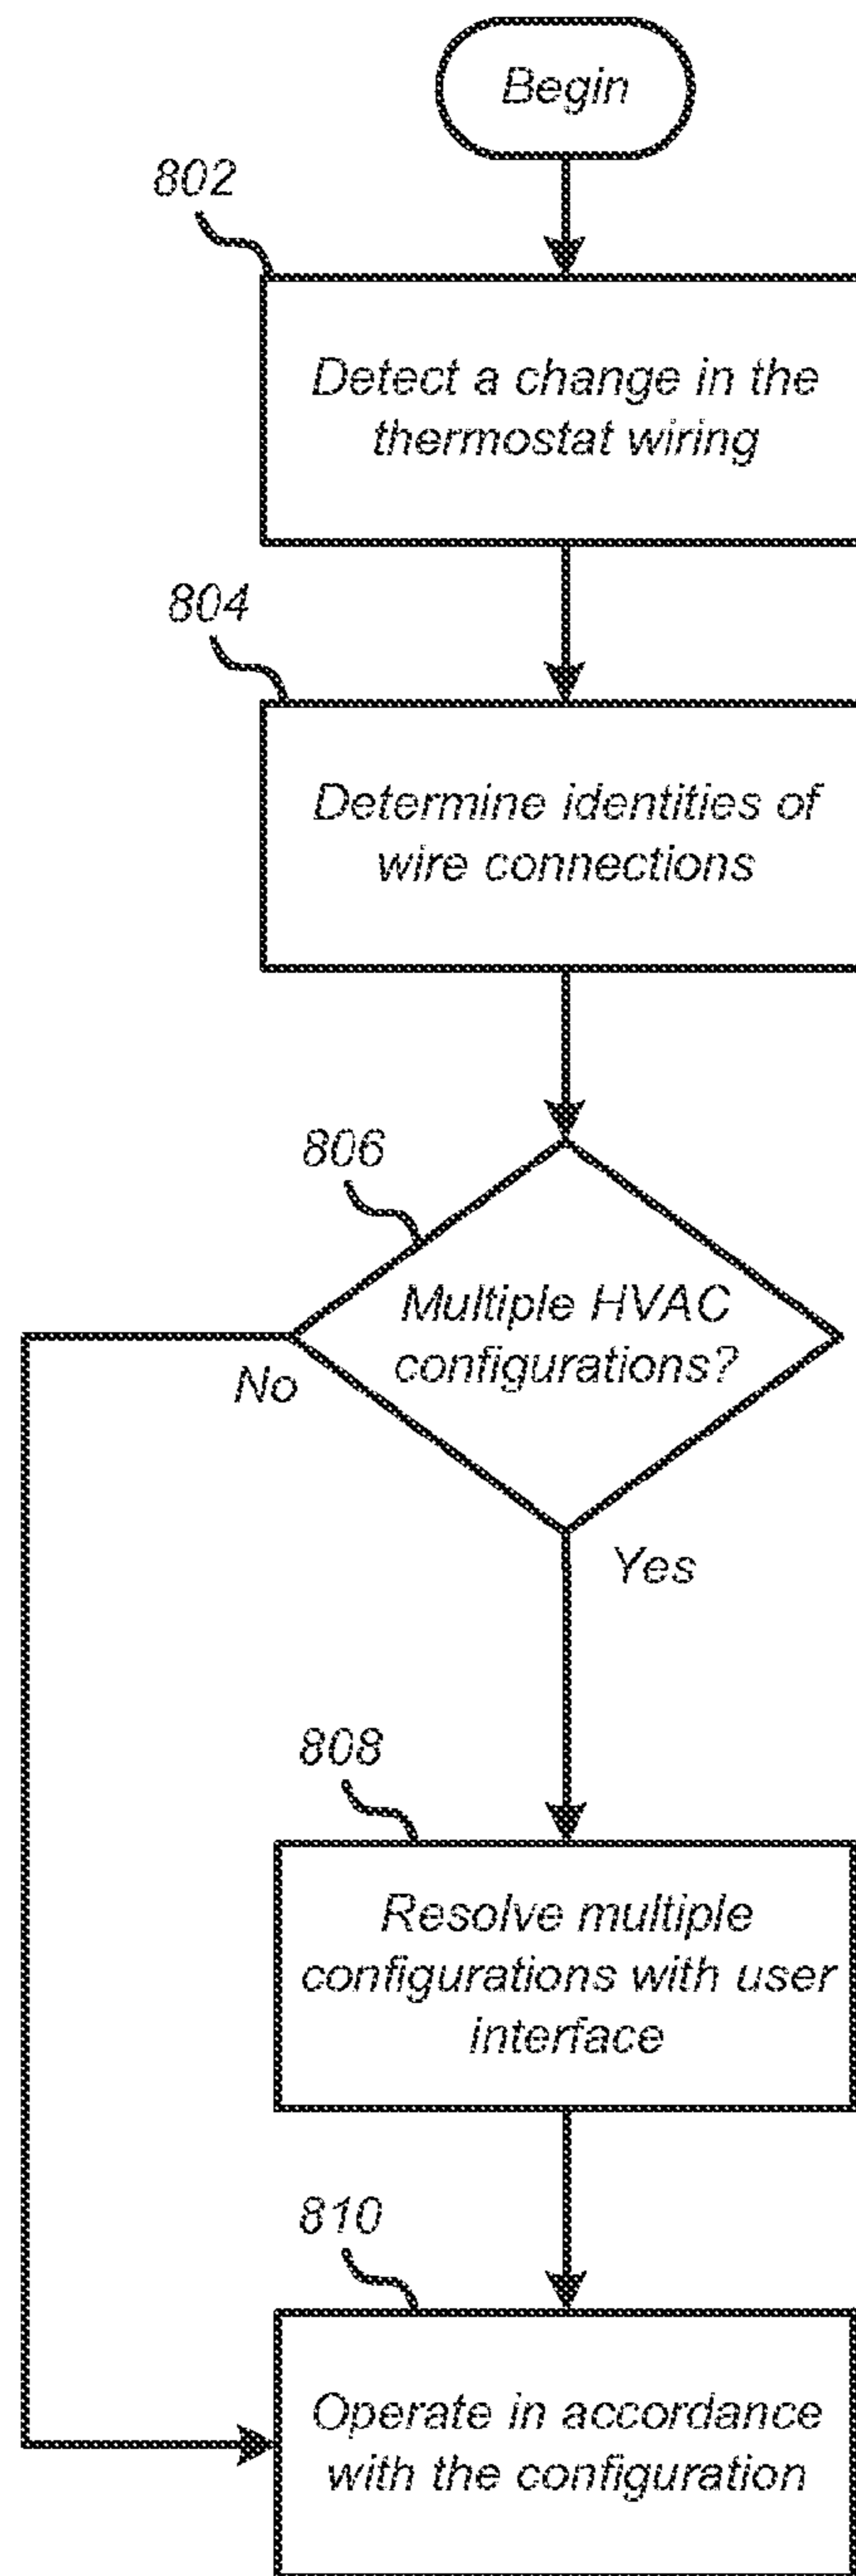 Begin
802
Detect a change in the
thermostat wiring
804
Determine identities of
wire connections
806
Multiple HVAC
configurations?
No
Yes
808
Resolve multiple
configurations with user
interface
810
Operate in accordance
with the configuration